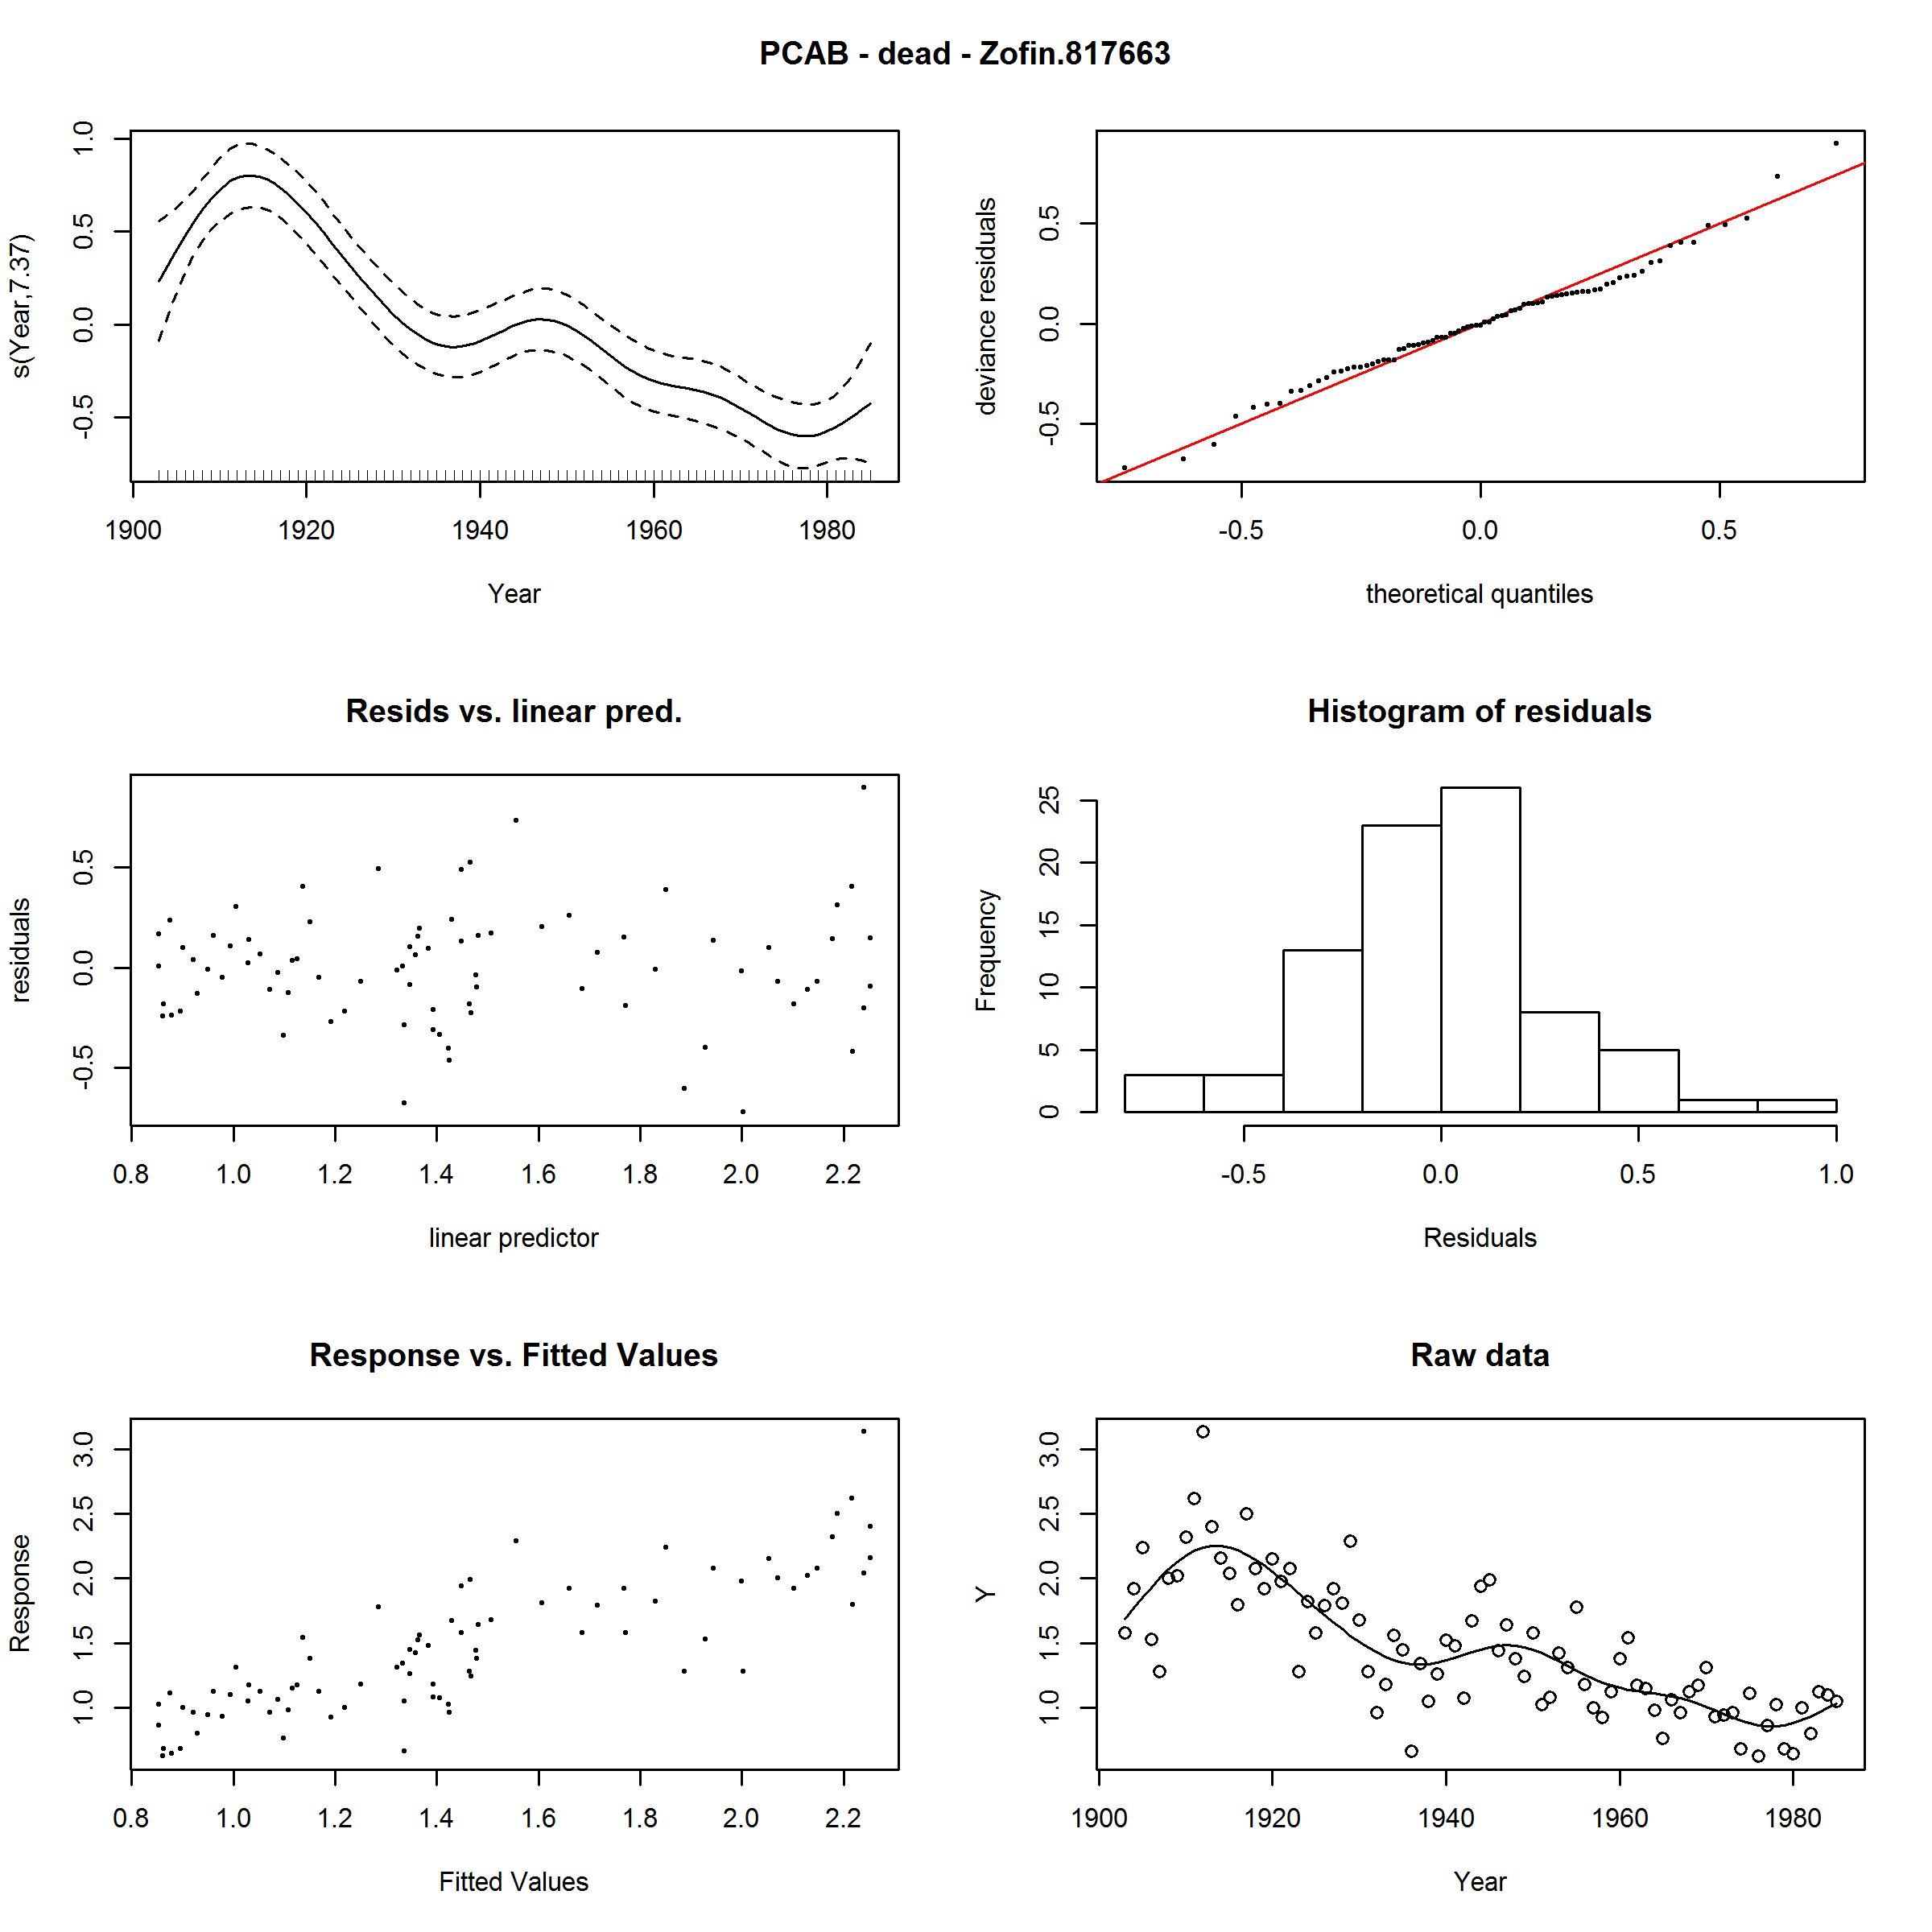 PCAB - dead - Zofin.817663
s(Year,7.37)
1.0
0.5
0.0
-0.5
1900 1920 1940 1960 1980
Year
deviance residuals
0.5
0.0
-0.5
-0.5 0.0 0.5
theoretical quantiles
Resids vs. linear pred.
residuals
0.5
0.0
-0.5
0.8 1.0 1.2 1.4 1.6 1.8 2.0 2.2
linear predictor
Histogram of residuals
Frequency
25
20
15
10
5
0
-0.5 0.0 0.5 1.0
Residuals
Response vs. Fitted Values
Response
3.0
2.5
2.0
1.5
1.0
0.8 1.0 1.2 1.4 1.6 1.8 2.0 2.2
Fitted Values
Raw data
Y
3.0
2.5
2.0
1.5
1.0
1900 1920 1940 1960 1980
Year